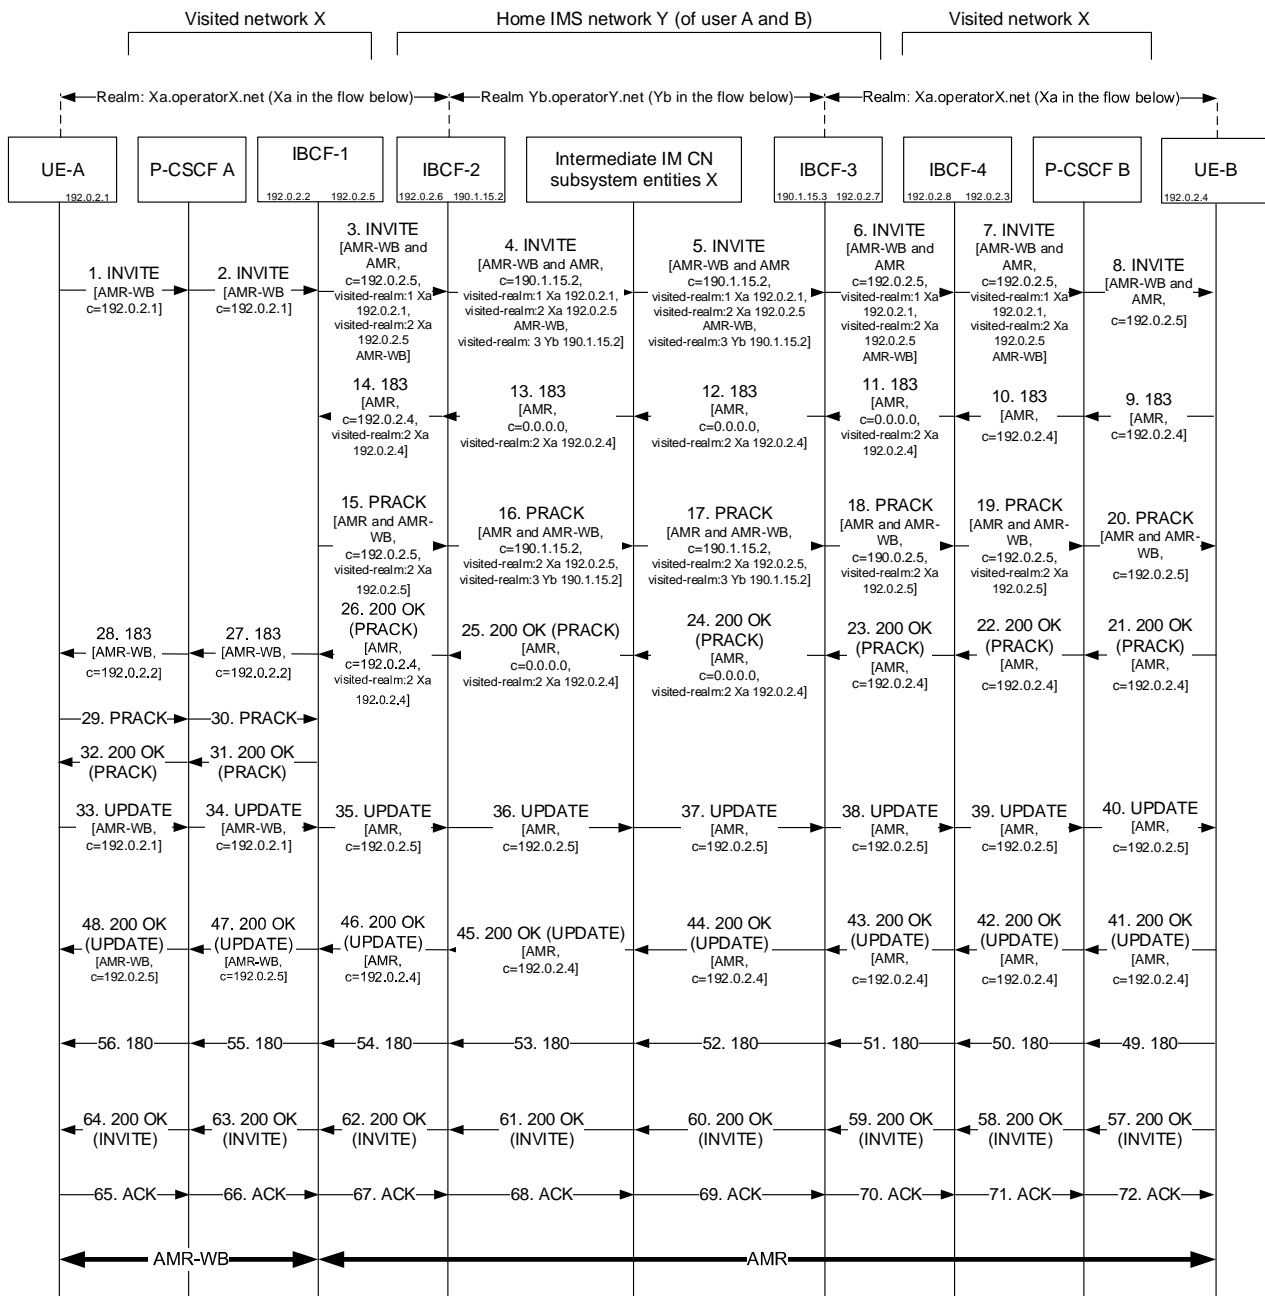 Visited network X
Home IMS network Y (of user A and B)
Visited network X
Realm: Xa.operatorX.net (Xa in the flow below)
Realm Yb.operatorY.net (Yb in the flow below)
Realm: Xa.operatorX.net (Xa in the flow below)
UE-A
192.0.2.1
P-CSCF A
IBCF-1
192.0.2.2 192.0.2.5
IBCF-2
192.0.2.6 190.1.15.2
Intermediate IM CN
subsystem entities X
IBCF-3
190.1.15.3 192.0.2.7
IBCF-4
192.0.2.8 192.0.2.3
P-CSCF B
UE-B
192.0.2.4
1. INVITE
[AMR-WB
c=192.0.2.1]
2. INVITE
[AMR-WB
c=192.0.2.1]
3. INVITE
[AMR-WB and
AMR,
c=192.0.2.5,
visited-realm:1 Xa
192.0.2.1,
visited-realm:2 Xa
192.0.2.5
AMR-WB]
4. INVITE
[AMR-WB and AMR,
c=190.1.15.2,
visited-realm:1 Xa 192.0.2.1,
visited-realm:2 Xa 192.0.2.5
AMR-WB,
visited-realm: 3 Yb 190.1.15.2]
5. INVITE
[AMR-WB and AMR
c=190.1.15.2,
visited-realm:1 Xa 192.0.2.1,
visited-realm:2 Xa 192.0.2.5
AMR-WB,
visited-realm:3 Yb 190.1.15.2]
6. INVITE
[AMR-WB and
AMR
c=192.0.2.5,
visited-realm:1 Xa
192.0.2.1,
visited-realm:2 Xa
192.0.2.5
AMR-WB]
7. INVITE
[AMR-WB and
AMR,
c=192.0.2.5,
visited-realm:1 Xa
192.0.2.1,
visited-realm:2 Xa
192.0.2.5
AMR-WB]
8. INVITE
[AMR-WB and
AMR,
c=192.0.2.5]
14. 183
[AMR,
c=192.0.2.4,
visited-realm:2 Xa
192.0.2.4]
13. 183
[AMR,
c=0.0.0.0,
visited-realm:2 Xa 192.0.2.4]
12. 183
[AMR,
c=0.0.0.0,
visited-realm:2 Xa 192.0.2.4]
11. 183
[AMR,
c=0.0.0.0,
visited-realm:2 Xa
192.0.2.4]
10. 183
[AMR,
c=192.0.2.4]
9. 183
[AMR,
c=192.0.2.4]
15. PRACK
[AMR and AMR-
WB,
c=192.0.2.5,
visited-realm:2 Xa
192.0.2.5]
16. PRACK
[AMR and AMR-WB,
c=190.1.15.2,
visited-realm:2 Xa 192.0.2.5,
visited-realm:3 Yb 190.1.15.2]
17. PRACK
[AMR and AMR-WB,
c=190.1.15.2,
visited-realm:2 Xa 192.0.2.5,
visited-realm:3 Yb 190.1.15.2]
18. PRACK
[AMR and AMR-
WB,
c=190.0.2.5,
visited-realm:2 Xa
192.0.2.5]
19. PRACK
[AMR and AMR-
WB,
c=192.0.2.5,
visited-realm:2 Xa
192.0.2.5]
20. PRACK
[AMR and AMR-
WB,
c=192.0.2.5]
28. 183
[AMR-WB,
c=192.0.2.2]
27. 183
[AMR-WB,
c=192.0.2.2]
26. 200 OK
(PRACK)
[AMR,
c=192.0.2.4,
visited-realm:2 Xa
192.0.2.4]
25. 200 OK (PRACK)
[AMR,
c=0.0.0.0,
visited-realm:2 Xa 192.0.2.4]
24. 200 OK
(PRACK)
[AMR,
c=0.0.0.0,
visited-realm:2 Xa 192.0.2.4]
23. 200 OK
(PRACK)
[AMR,
c=192.0.2.4]
22. 200 OK
(PRACK)
[AMR,
c=192.0.2.4]
21. 200 OK
(PRACK)
[AMR,
c=192.0.2.4]
29. PRACK
30. PRACK
32. 200 OK
(PRACK)
31. 200 OK
(PRACK)
33. UPDATE
[AMR-WB,
c=192.0.2.1]
34. UPDATE
[AMR-WB,
c=192.0.2.1]
35. UPDATE
[AMR,
c=192.0.2.5]
36. UPDATE
[AMR,
c=192.0.2.5]
37. UPDATE
[AMR,
c=192.0.2.5]
38. UPDATE
[AMR,
c=192.0.2.5]
39. UPDATE
[AMR,
c=192.0.2.5]
40. UPDATE
[AMR,
c=192.0.2.5]
48. 200 OK
(UPDATE)
[AMR-WB,
c=192.0.2.5]
47. 200 OK
(UPDATE)
[AMR-WB,
c=192.0.2.5]
46. 200 OK
(UPDATE)
[AMR,
c=192.0.2.4]
45. 200 OK (UPDATE)
[AMR,
c=192.0.2.4]
44. 200 OK
(UPDATE)
[AMR,
c=192.0.2.4]
43. 200 OK
(UPDATE)
[AMR,
c=192.0.2.4]
42. 200 OK
(UPDATE)
[AMR,
c=192.0.2.4]
41. 200 OK
(UPDATE)
[AMR,
c=192.0.2.4]
56. 180
55. 180
54. 180
53. 180
52. 180
51. 180
50. 180
49. 180
64. 200 OK
(INVITE)
63. 200 OK
(INVITE)
62. 200 OK
(INVITE)
61. 200 OK
(INVITE)
60. 200 OK
(INVITE)
59. 200 OK
(INVITE)
58. 200 OK
(INVITE)
57. 200 OK
(INVITE)
65. ACK
66. ACK
67. ACK
68. ACK
69. ACK
70. ACK
71. ACK
72. ACK
AMR-WB
AMR